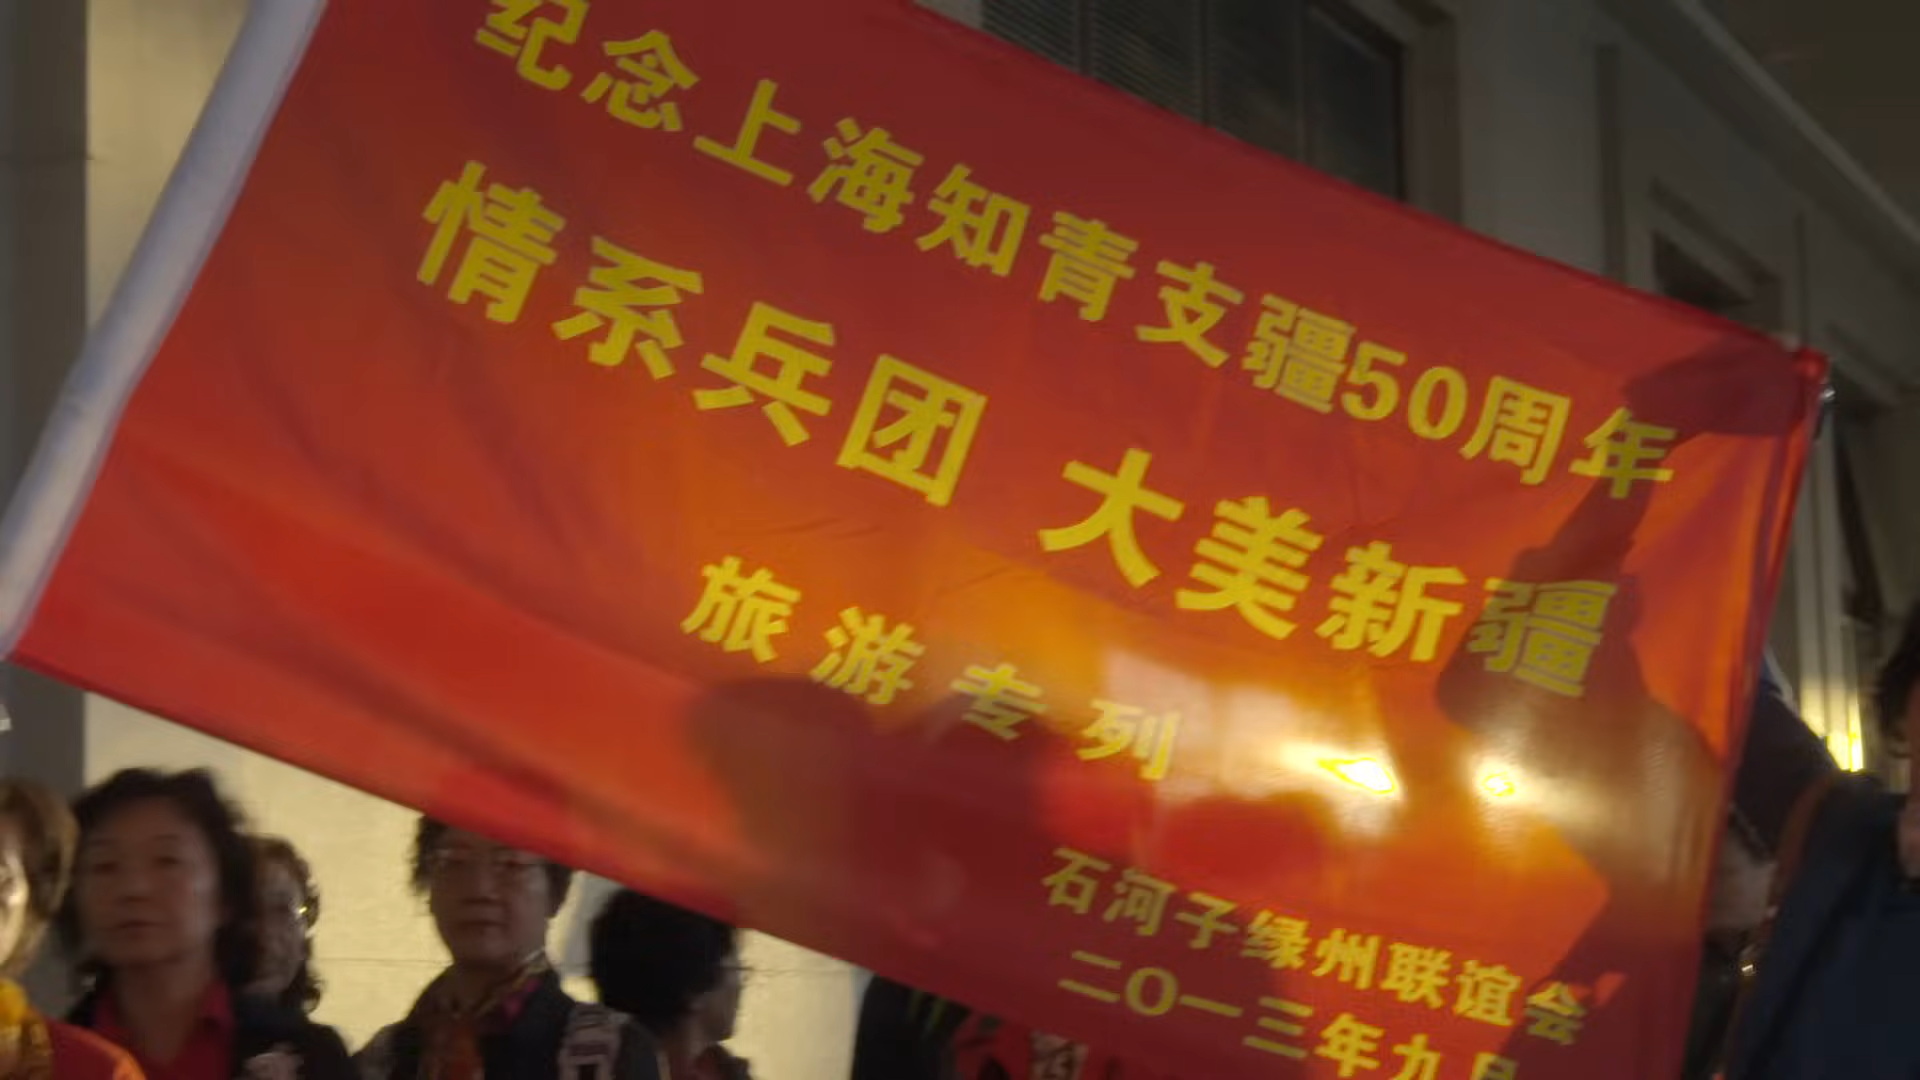 纪念上海知青支疆50周年
情系兵团 大美新疆
旅游专列
石河子绿州联谊会
二〇一三年九月